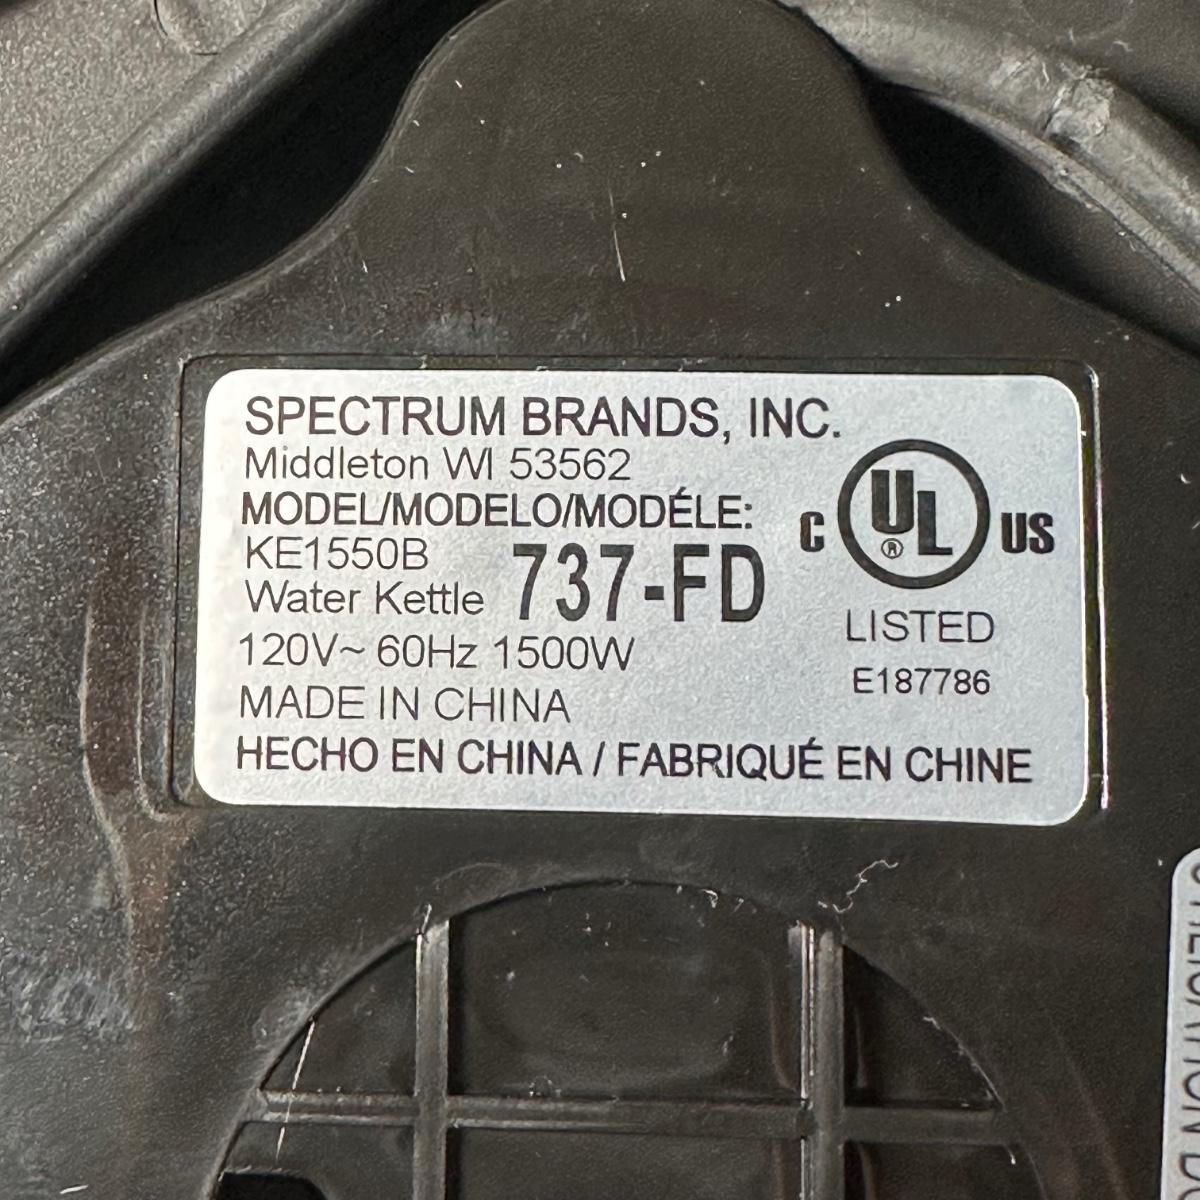 SPECTRUM BRANDS, INC.
Middleton WI 53562
MODEL/MODELO/MODÉLE:
KE1550B
Water Kettle
737-FD
120V~ 60Hz 1500W
MADE IN CHINA
HECHO EN CHINA / FABRIQUÉ EN CHINE
C UL® US
LISTED
E187786